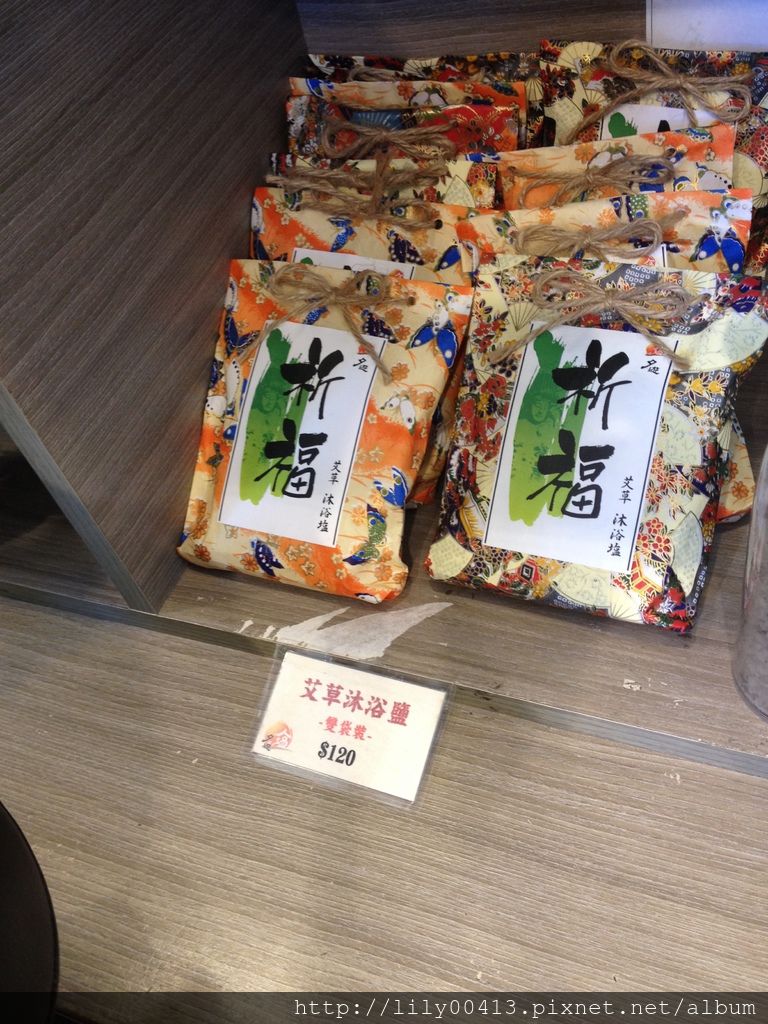 祈福
艾草 沐浴塩
祈福
艾草 沐浴塩
艾草沐浴鹽
-雙袋裝-
$120
http://lily00413.pixnet.net/album